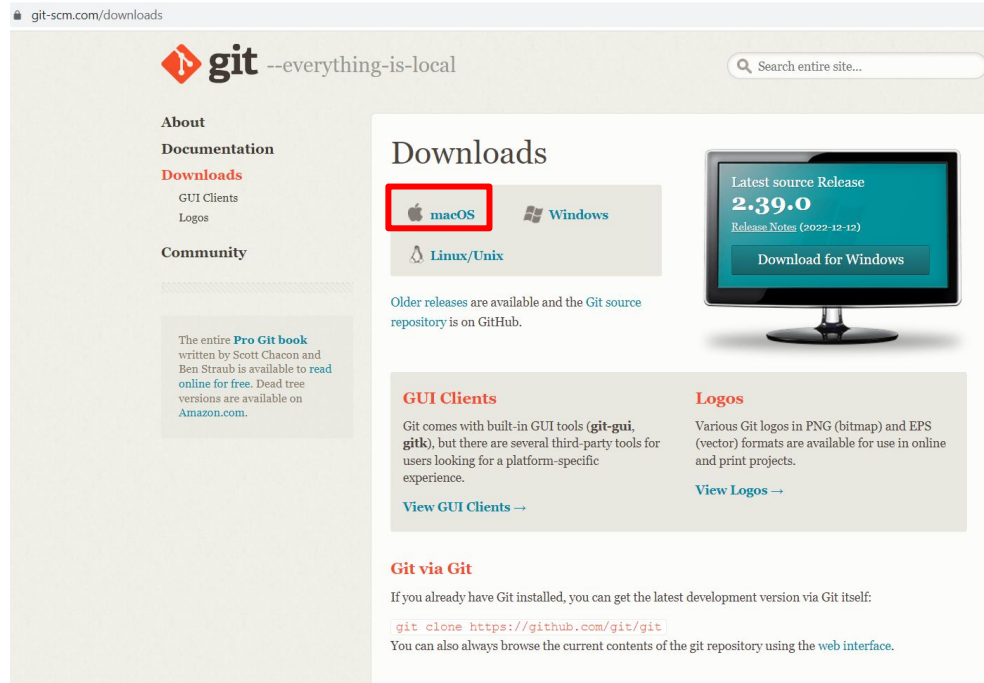 git-scm.com/downloads
git --everything-is-local
Search entire site...
About
Documentation
Downloads
GUI Clients
Logos
Community
The entire Pro Git book
written by Scott Chacon and
Ben Straub is available to read
online for free. Dead tree
versions are available on
Amazon.com.
Downloads
macOS
Windows
Linux/Unix
Older releases are available and the Git source
repository is on GitHub.
Latest source Release
2.39.0
Release Notes (2022-12-12)
Download for Windows
GUI Clients
Git comes with built-in GUI tools (git-gui,
gitk), but there are several third-party tools for
users looking for a platform-specific
experience.
View GUI Clients →
Logos
Various Git logos in PNG (bitmap) and EPS
(vector) formats are available for use in online
and print projects.
View Logos →
Git via Git
If you already have Git installed, you can get the latest development version via Git itself:
git clone https://github.com/git/git
You can also always browse the current contents of the git repository using the web interface.